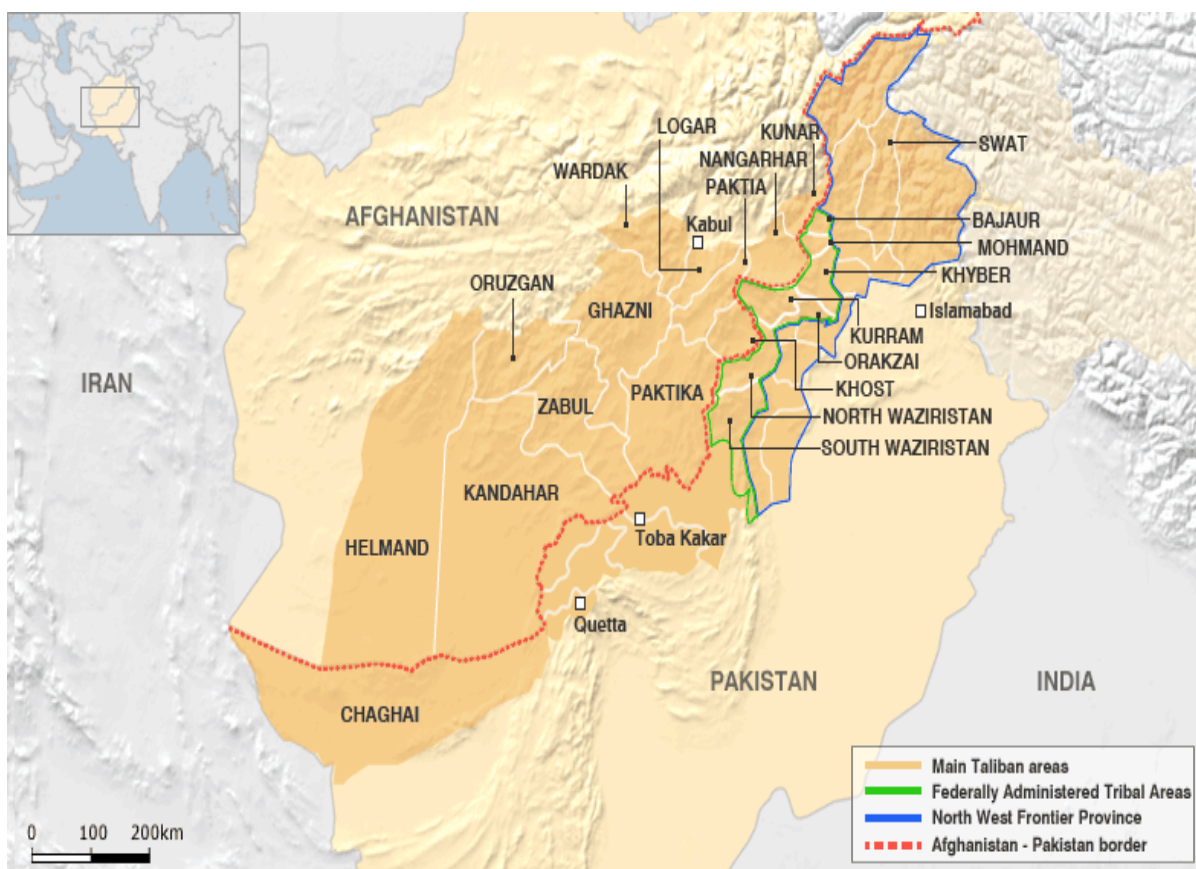 LOGAR
KUNAR
SWAT
WARDAK
NANGARHAR
PAKTIA
AFGHANISTAN
Kabul
BAJAUR
MOHMAND
KHYBER
ORUZGAN
GHAZNI
Islamabad
KURRAM
ORAKZAI
IRAN
KHOST
ZABUL
PAKTIKA
NORTH WAZIRISTAN
SOUTH WAZIRISTAN
KANDAHAR
HELMAND
Toba Kakar
Quetta
PAKISTAN
INDIA
CHAGHAI
Main Taliban areas
Federally Administered Tribal Areas
North West Frontier Province
Afghanistan - Pakistan border
0 100 200km